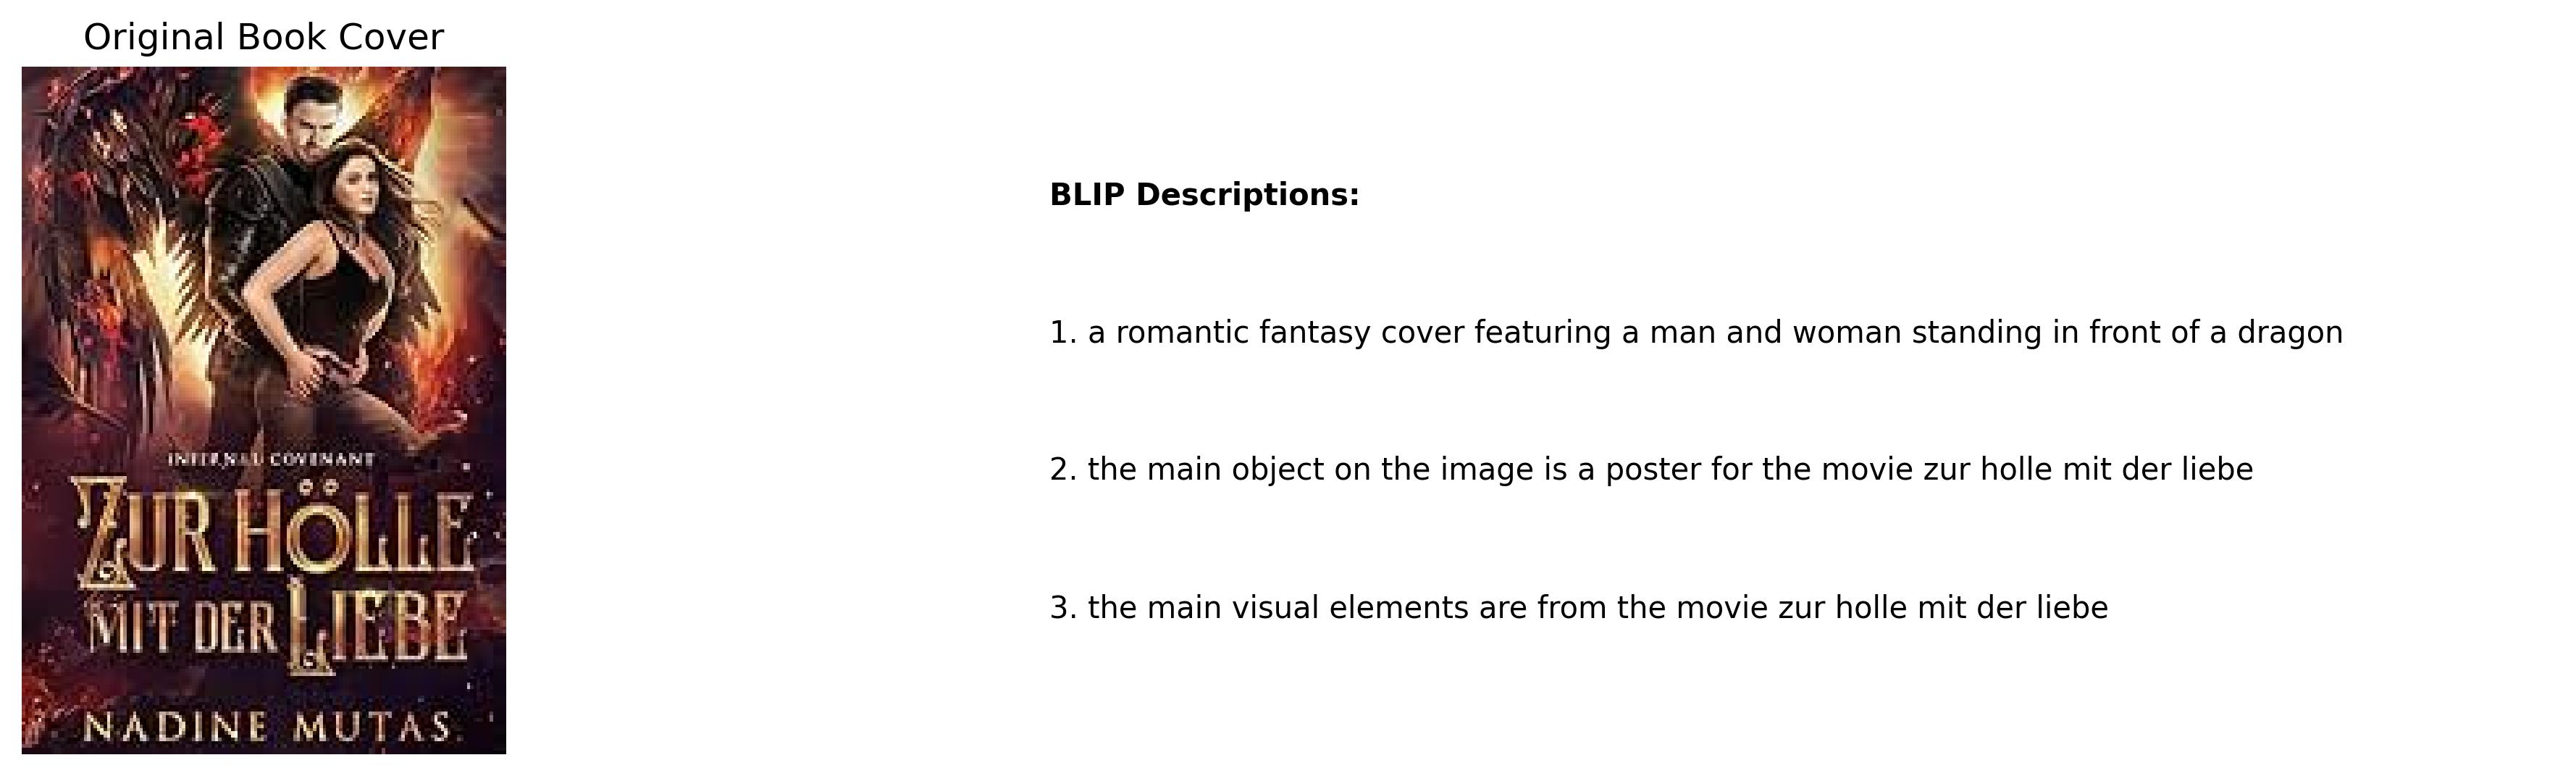 Original Book Cover
INFERNAL COVENANT
ZUR HÖLLE
MIT DER LIEBE
NADINE MUTAS
BLIP Descriptions:
1. a romantic fantasy cover featuring a man and woman standing in front of a dragon
2. the main object on the image is a poster for the movie zur holle mit der liebe
3. the main visual elements are from the movie zur holle mit der liebe